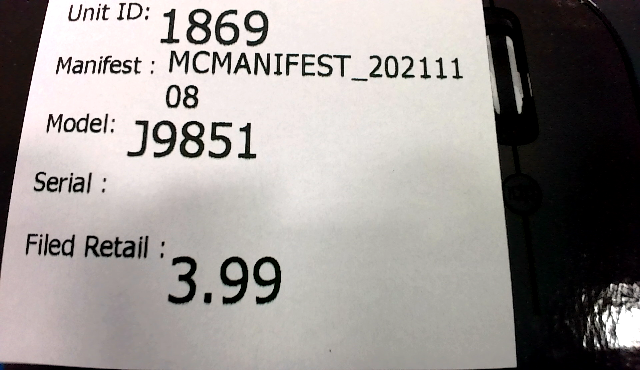 Unit ID: 1869
Manifest : MCMANIFEST_202111
08
Model: J9851
Serial :
Filed Retail : 3.99